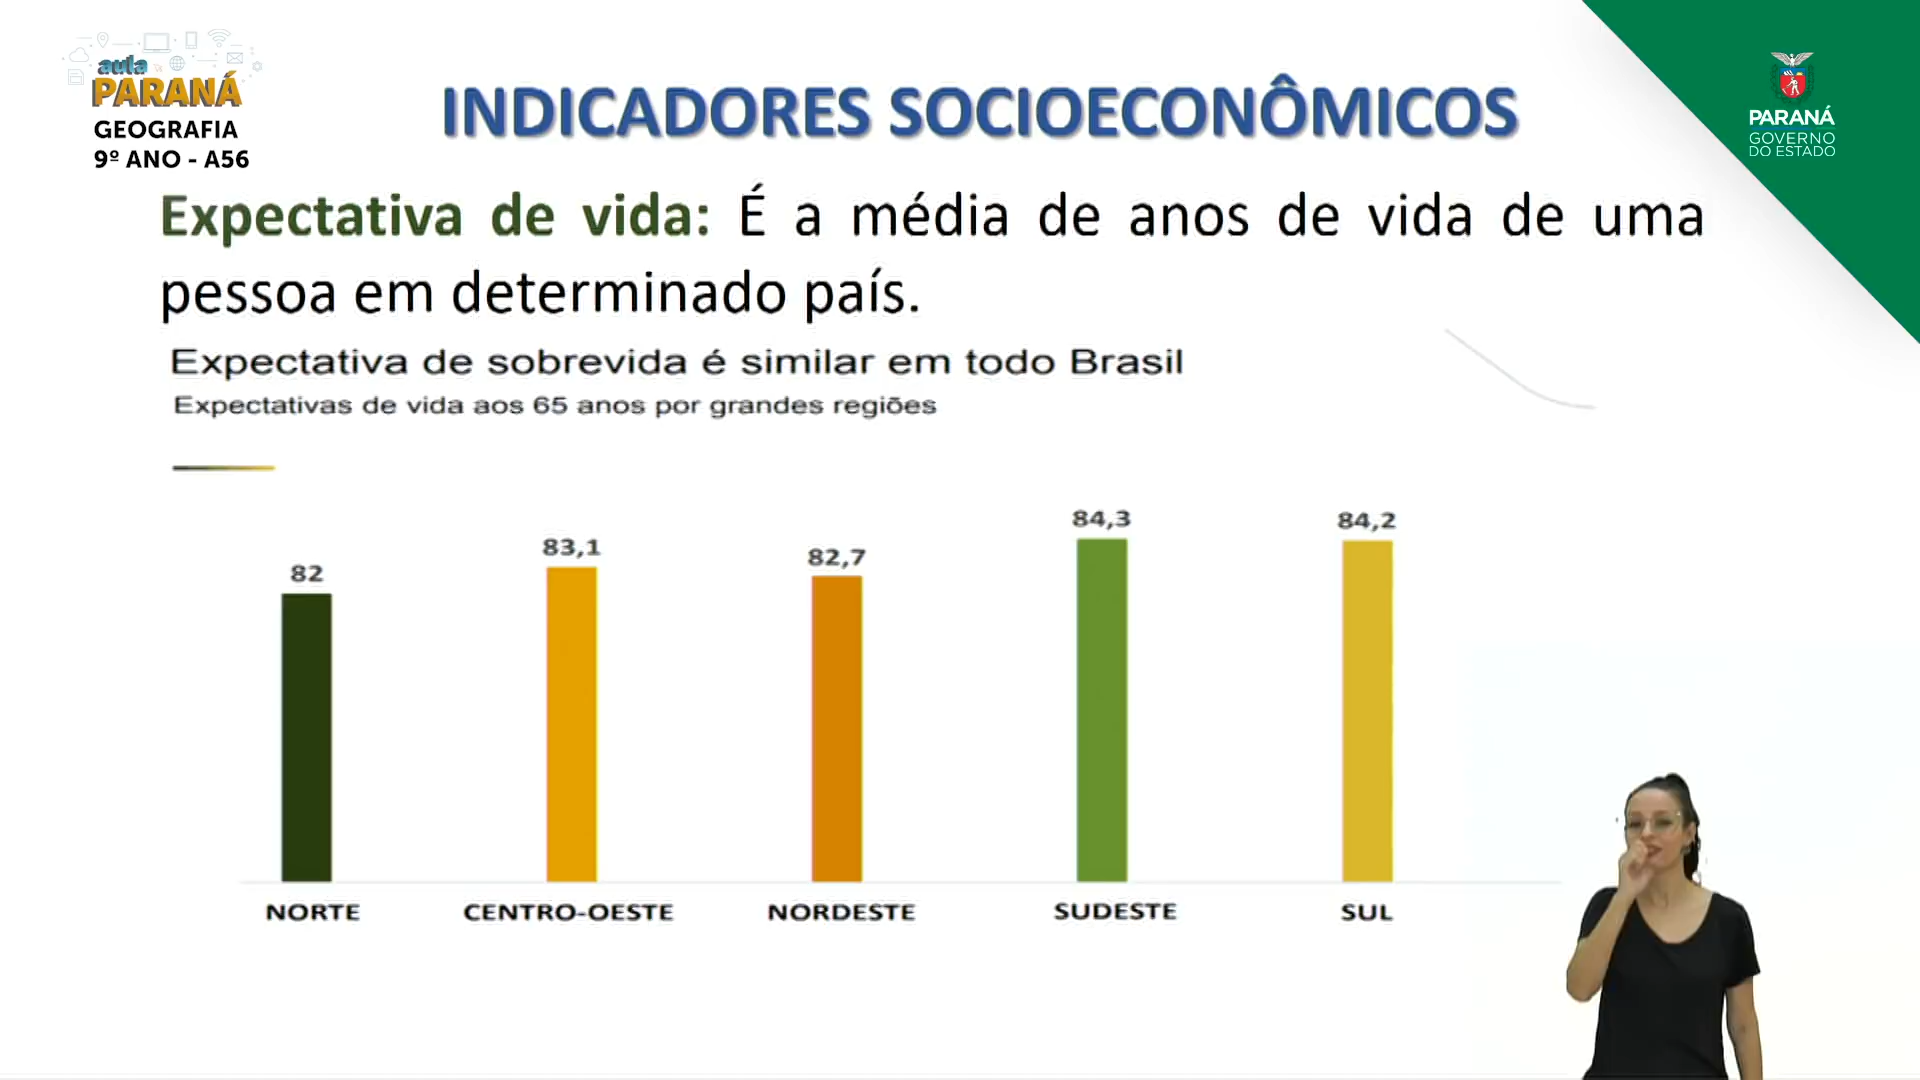 aula
PARANÁ
GEOGRAFIA
9º ANO - A56
INDICADORES SOCIOECONÔMICOS
PARANÁ
GOVERNO
DO ESTADO
Expectativa de vida: É a média de anos de vida de uma
pessoa em determinado país.
Expectativa de sobrevida é similar em todo Brasil
Expectativas de vida aos 65 anos por grandes regiões
82
83,1
82,7
84,3
84,2
NORTE
CENTRO-OESTE
NORDESTE
SUDESTE
SUL